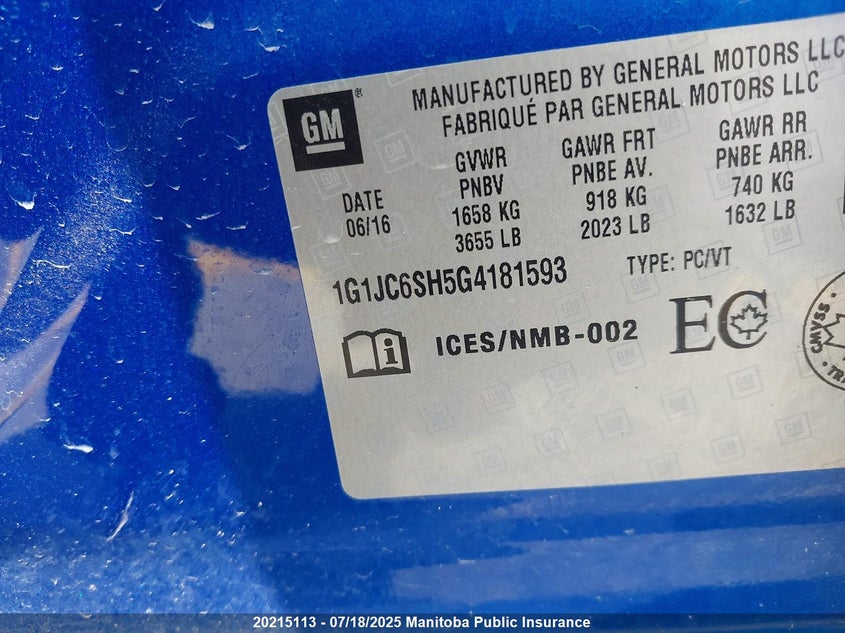 MANUFACTURED BY GENERAL MOTORS LLC
FABRIQUÉ PAR GENERAL MOTORS LLC
GM
®
DATE
06/16
GVWR
PNBV
1658 KG
3655 LB
GAWR FRT
PNBE AV.
918 KG
2023 LB
GAWR RR
PNBE ARR.
740 KG
1632 LB
1G1JC6SH5G4181593
TYPE: PC/VT
i
ICES/NMB-002
EC
CMVSS
20215113 - 07/18/2025 Manitoba Public Insurance